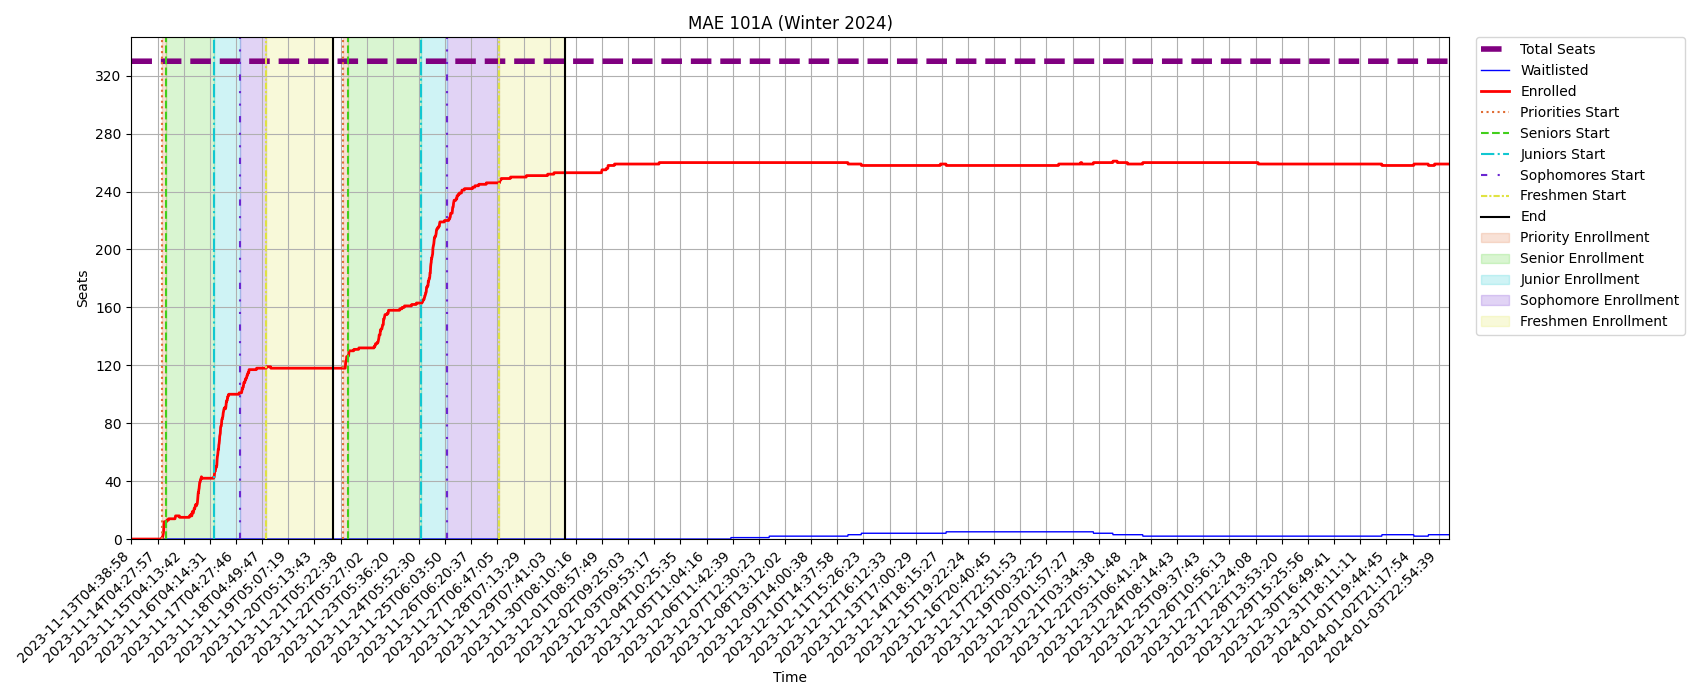 MAE 101A (Winter 2024)
Seats
320
280
240
200
160
120
80
40
0
2023-11-13T04:38:58
2023-11-14T04:27:57
2023-11-15T04:13:42
2023-11-16T04:14:31
2023-11-17T04:27:46
2023-11-18T04:49:47
2023-11-19T05:07:19
2023-11-20T05:13:43
2023-11-21T05:22:38
2023-11-22T05:27:02
2023-11-23T05:36:20
2023-11-24T05:52:30
2023-11-25T06:03:50
2023-11-26T06:20:37
2023-11-27T06:47:05
2023-11-28T07:13:29
2023-11-29T07:41:03
2023-11-30T08:10:16
2023-12-01T08:57:49
2023-12-02T09:25:03
2023-12-03T09:53:17
2023-12-04T10:25:35
2023-12-05T11:04:16
2023-12-06T11:42:39
2023-12-07T12:30:23
2023-12-08T13:12:02
2023-12-09T14:00:38
2023-12-10T14:37:58
2023-12-11T15:26:23
2023-12-12T16:12:33
2023-12-13T17:00:29
2023-12-14T18:15:27
2023-12-15T19:22:24
2023-12-16T20:40:45
2023-12-17T22:51:53
2023-12-19T00:32:25
2023-12-20T01:57:27
2023-12-21T03:34:38
2023-12-22T05:11:48
2023-12-23T06:41:24
2023-12-24T08:14:43
2023-12-25T09:37:43
2023-12-26T10:56:13
2023-12-27T12:24:08
2023-12-28T13:53:20
2023-12-29T15:25:56
2023-12-30T16:49:41
2023-12-31T18:11:11
2024-01-01T19:44:45
2024-01-02T21:17:54
2024-01-03T22:54:39
Time
Total Seats
Waitlisted
Enrolled
Priorities Start
Seniors Start
Juniors Start
Sophomores Start
Freshmen Start
End
Priority Enrollment
Senior Enrollment
Junior Enrollment
Sophomore Enrollment
Freshmen Enrollment